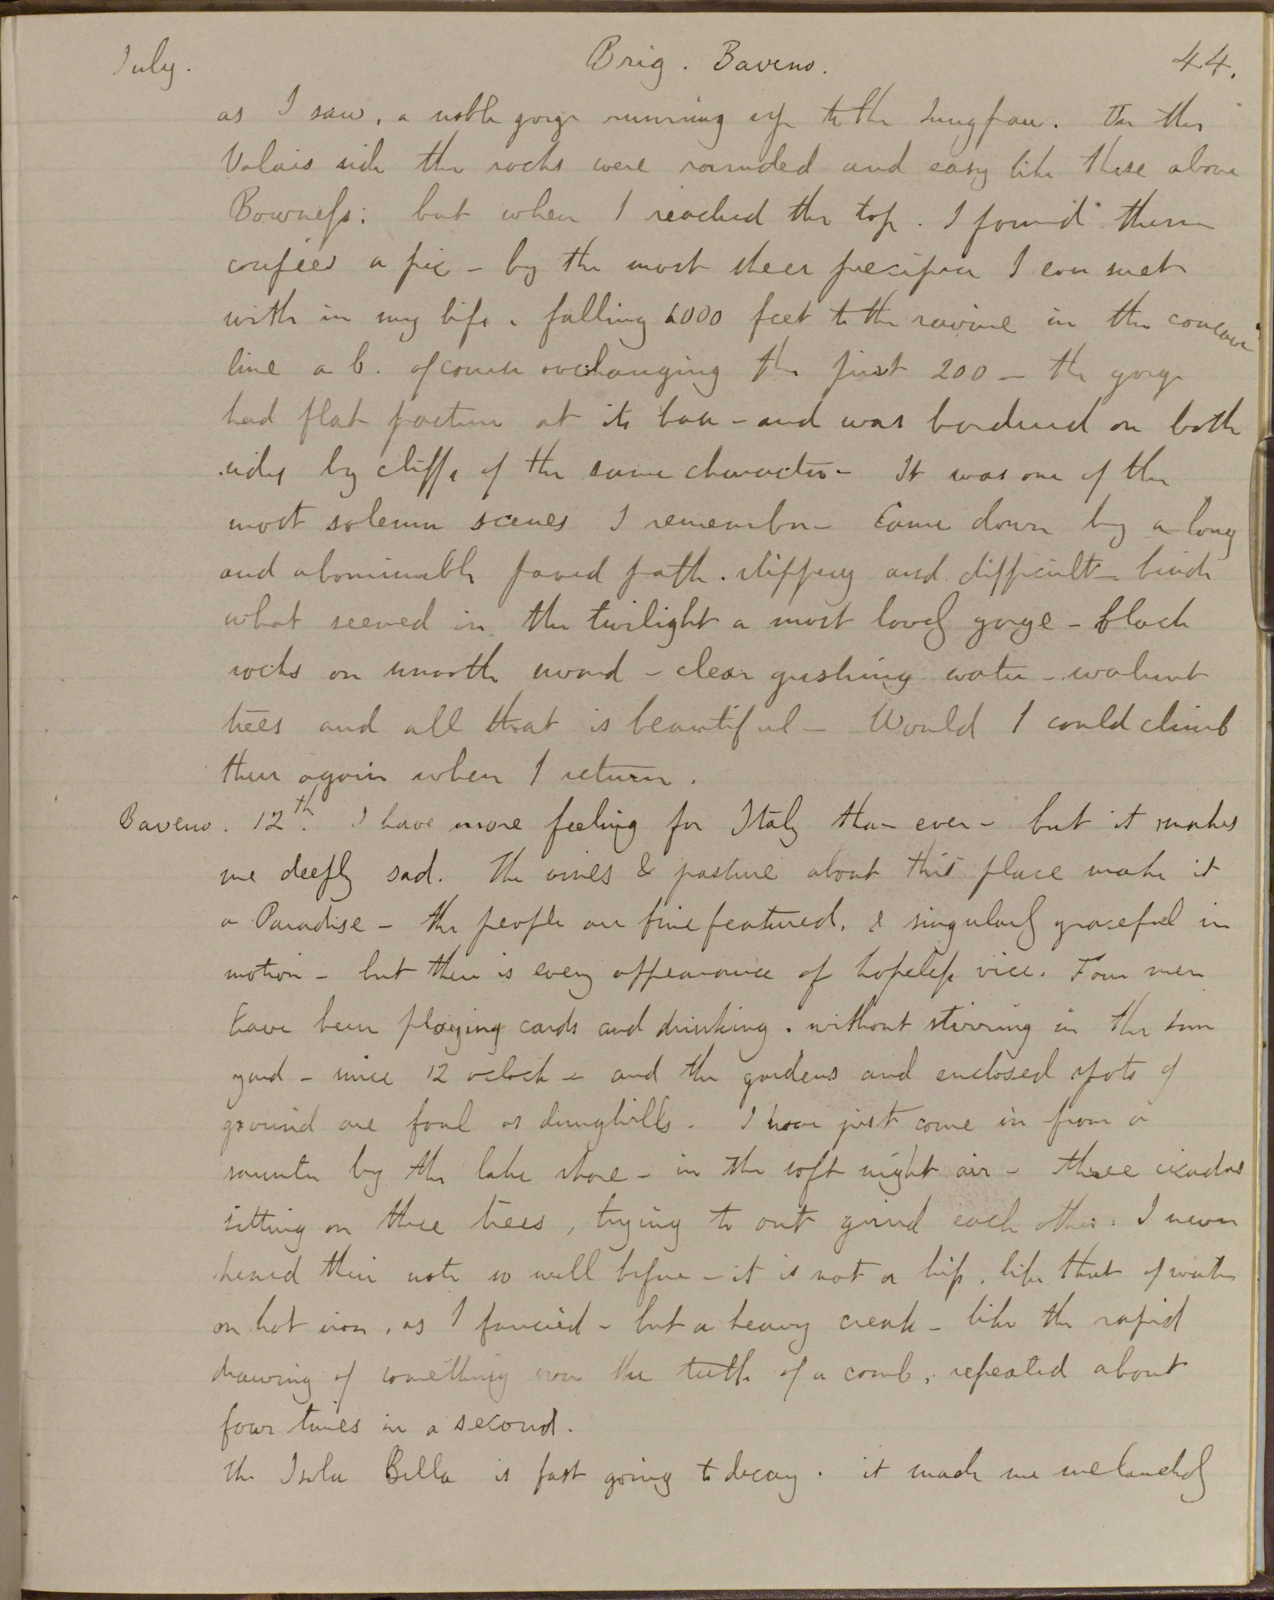 July. Brig. Baveno. 44.
as I saw, a noble gorge running up to the Jungfrau. On this
Valais side the rocks were rounded and easy like those above
Bowness: but when I reached the top. I found them
coupées a pic - by the most sheer precipice I ever met
with in my life. falling 6000 feet to the ravine in the concave
line a b. of course overhanging the first 200 - the gorge
had flat pasture at its base - and was bordered on both
sides by cliffs of the same character - It was one of the
most solemn scenes I remember - Came down by a long
and abominable paved path. slippery and difficult - beside
what seemed in the twilight a most lovely gorge - black
rocks on smooth sward - clear gushing water - walnut
trees and all that is beautiful - Would I could climb
there again when I return.
Baveno. 12th. I have more feeling for Italy than ever - but it makes
me deeply sad. The vines & pasture about this place make it
a Paradise - the people are fine featured, & singularly graceful in
motion - but there is every appearance of hopeless vice. Four men
have been playing cards and drinking. without stirring in the inn
yard - since 12 oclock - and the gardens and enclosed spots of
ground are foul as dunghills. I have just come in from a
saunter by the lake shore - in the soft night air - three cicadas
sitting on three trees, trying to out grind each other. I never
heard their note so well before - it is not a hiss, like that of water
on hot iron, as I fancied - but a heavy creak - like the rapid
drawing of something over the teeth of a comb, repeated about
four times in a second.
the Isola Bella is fast going to decay. it made me melancholy